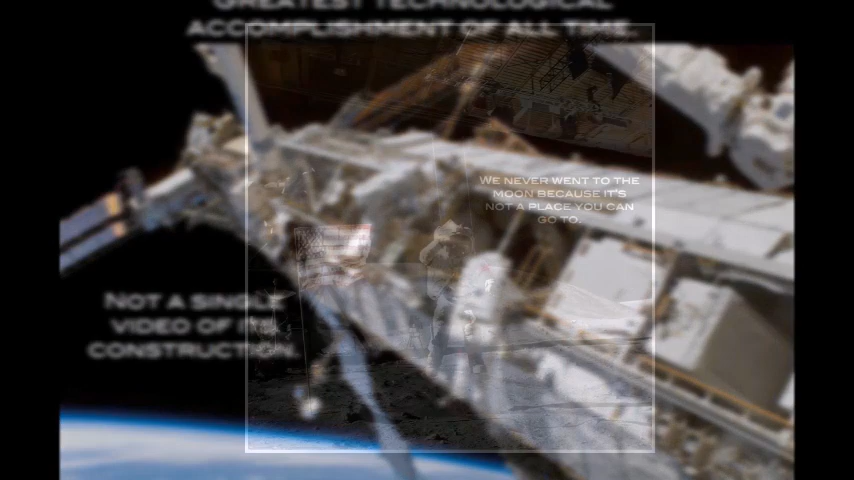 GREATEST TECHNOLOGICAL
ACCOMPLISHMENT OF ALL TIME.
WE NEVER WENT TO THE
MOON BECAUSE IT'S
NOT A PLACE YOU CAN
GO TO.
NOT A SINGLE
VIDEO OF ITS
CONSTRUCTION.